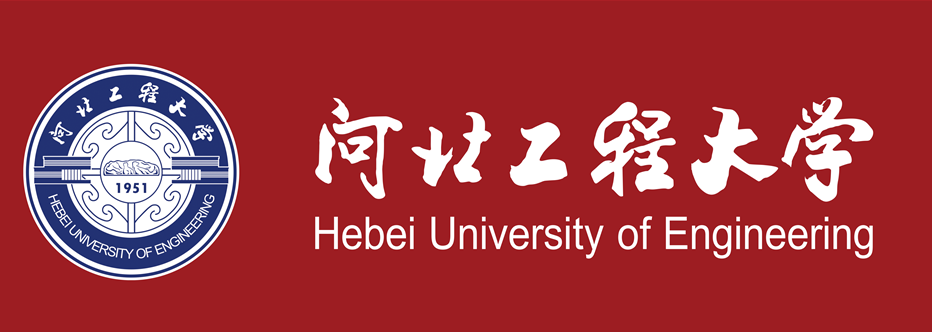 河北工程大学
1951
HEBEI UNIVERSITY OF ENGINEERING
河北工程大学
Hebei University of Engineering